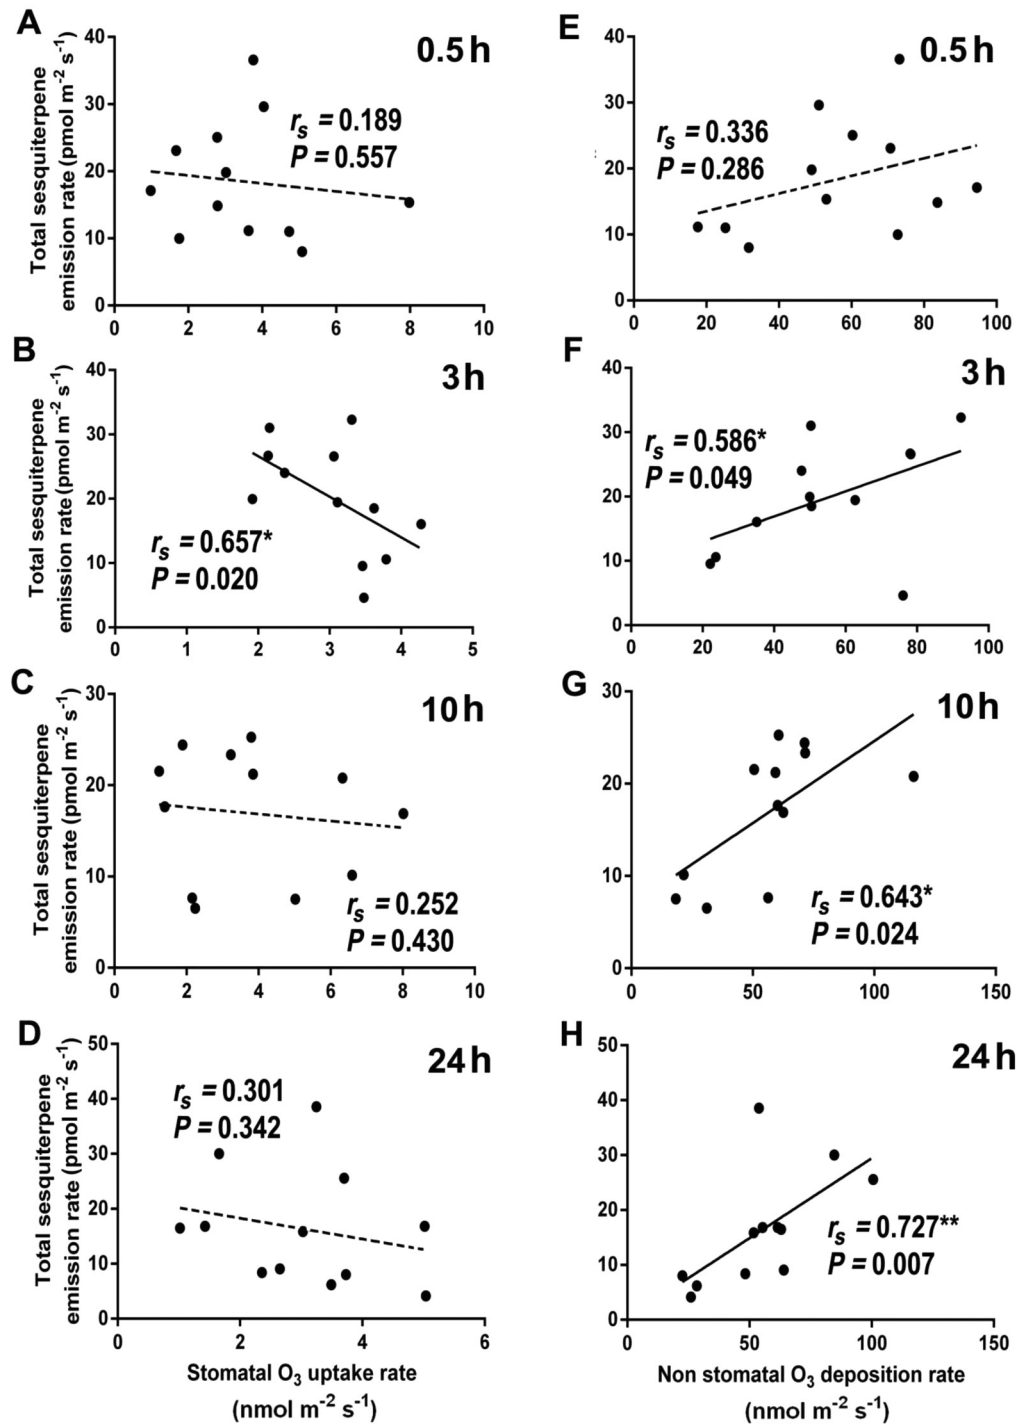 A
0.5 h
Total sesquiterpene
emission rate (pmol m⁻² s⁻¹)
40
30
20
10
0
rs = 0.189
P = 0.557
0 2 4 6 8 10
E
0.5 h
40
30
20
10
0
rs = 0.336
P = 0.286
20 40 60 80 100
B
3 h
Total sesquiterpene
emission rate (pmol m⁻² s⁻¹)
40
30
20
10
0
rs = 0.657*
P = 0.020
0 1 2 3 4 5
F
3 h
40
30
20
10
0
rs = 0.586*
P = 0.049
0 20 40 60 80 100
C
10 h
Total sesquiterpene
emission rate (pmol m⁻² s⁻¹)
30
20
10
0
rs = 0.252
P = 0.430
0 2 4 6 8 10
G
10 h
30
20
10
0
rs = 0.643*
P = 0.024
0 50 100 150
D
24 h
Total sesquiterpene
emission rate (pmol m⁻² s⁻¹)
50
40
30
20
10
0
rs = 0.301
P = 0.342
0 2 4 6
Stomatal O₃ uptake rate
(nmol m⁻² s⁻¹)
H
24 h
50
40
30
20
10
0
rs = 0.727**
P = 0.007
0 50 100 150
Non stomatal O₃ deposition rate
(nmol m⁻² s⁻¹)